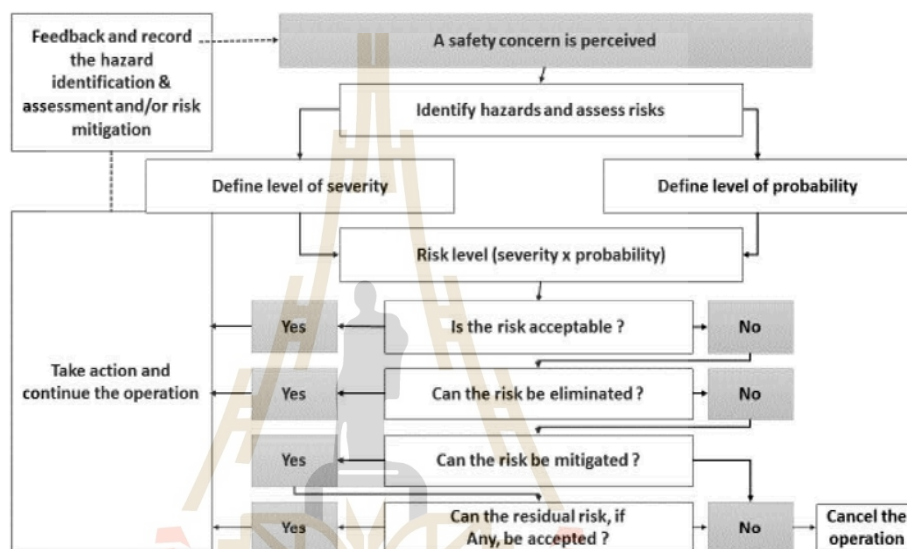 Feedback and record
the hazard
identification &
assessment and/or risk
mitigation
A safety concern is perceived
Identify hazards and assess risks
Define level of severity
Define level of probability
Risk level (severity x probability)
Yes
Is the risk acceptable ?
No
Take action and
continue the operation
Yes
Can the risk be eliminated ?
No
Yes
Can the risk be mitigated ?
Yes
Can the residual risk, if
Any, be accepted ?
No
Cancel the
operation